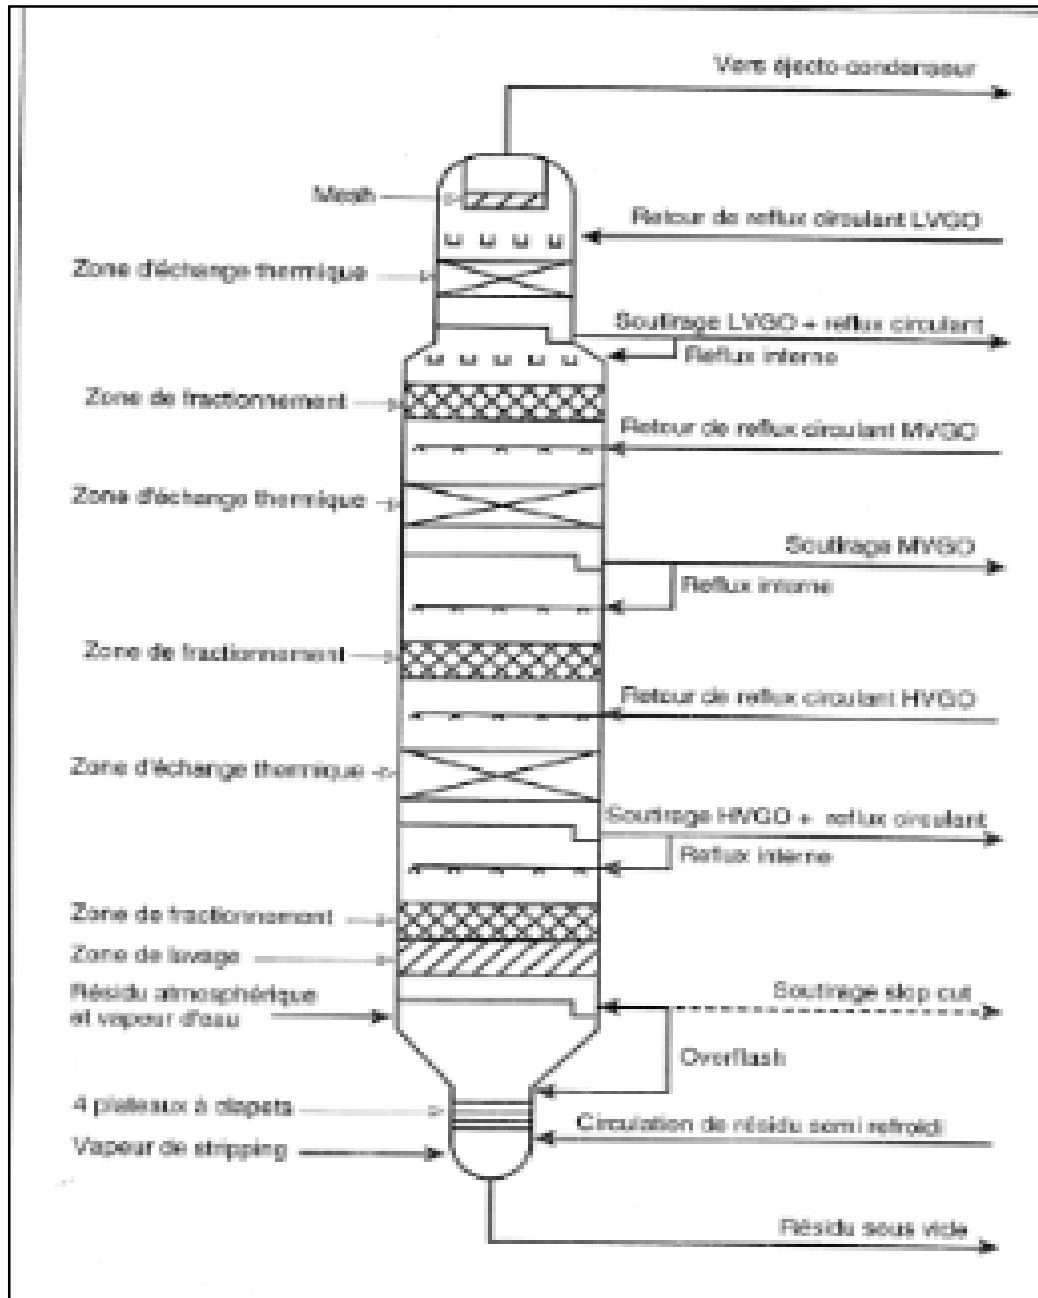 Vers éjecto-condenseur
Mesh
Retour de reflux circulant LVGO
Zone d'échange thermique
Soutirage LVGO + reflux circulant
Reflux interne
Zone de fractionnement
Retour de reflux circulant MVGO
Zone d'échange thermique
Soutirage MVGO
Reflux interne
Zone de fractionnement
Retour de reflux circulant HVGO
Zone d'échange thermique
Soutirage HVGO + reflux circulant
Reflux interne
Zone de fractionnement
Zone de lavage
Résidu atmosphérique
et vapeur d'eau
Soutirage slop cut
Overflash
4 plateaux à clapets
Circulation de résidu semi refroidi
Vapeur de stripping
Résidu sous vide